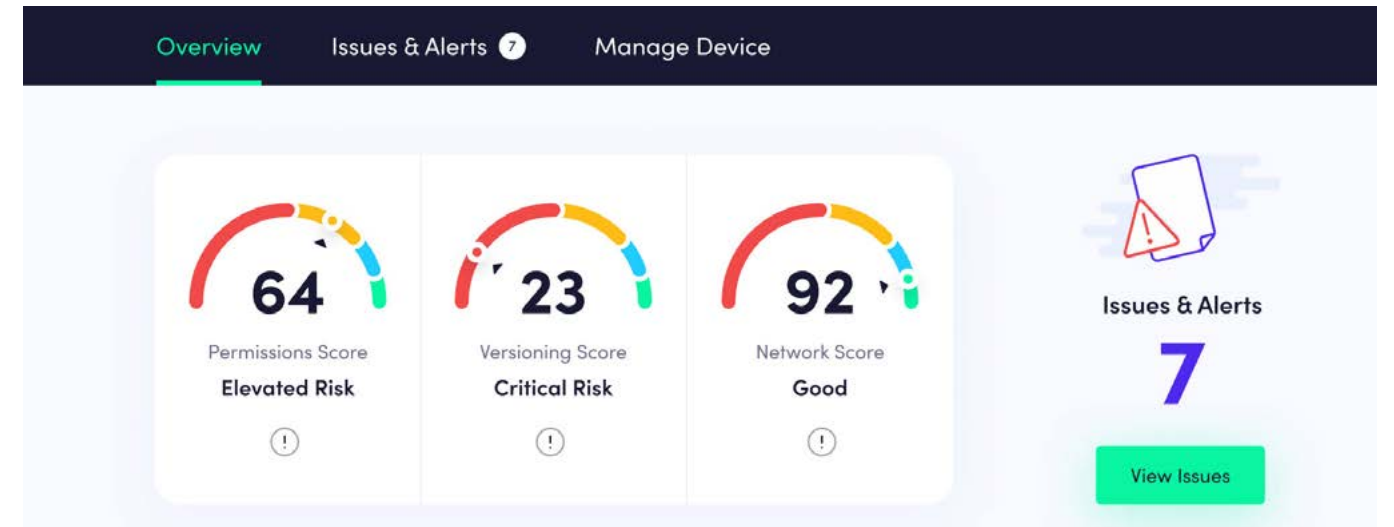 Overview Issues & Alerts 7 Manage Device
64
Permissions Score
Elevated Risk
!
23
Versioning Score
Critical Risk
!
92
Network Score
Good
!
!
Issues & Alerts
7
View Issues